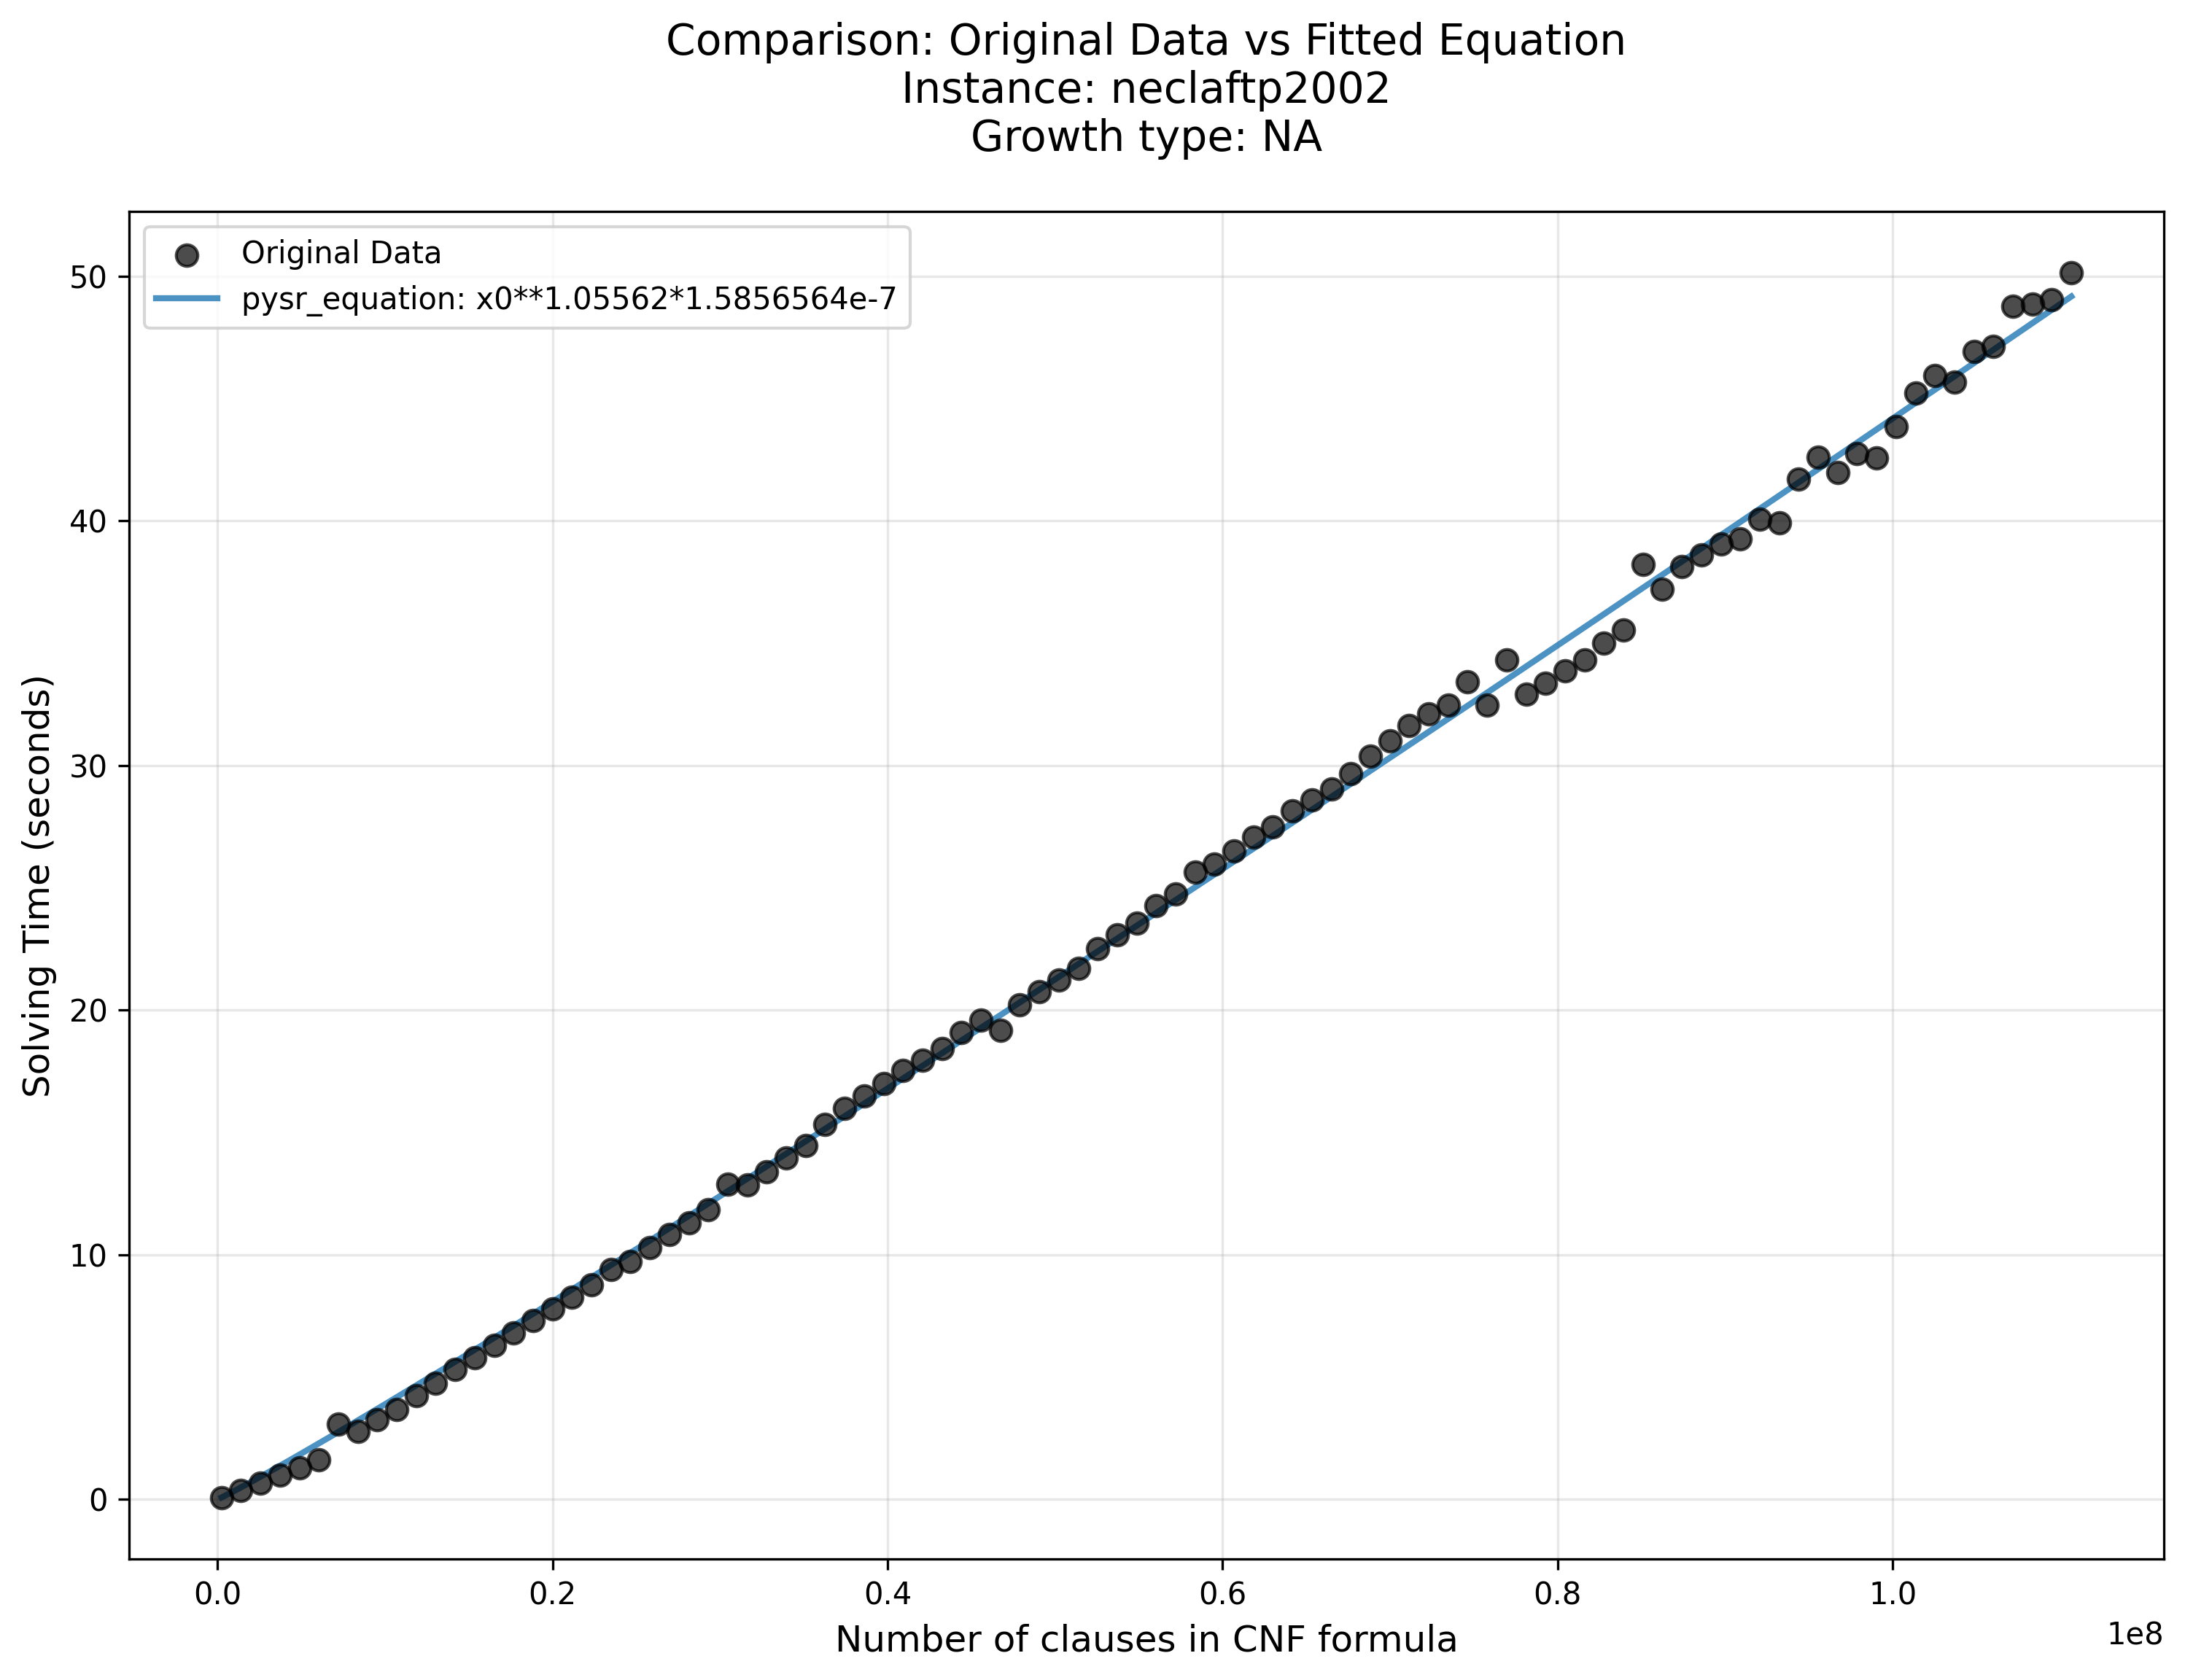 Comparison: Original Data vs Fitted Equation
Instance: neclaftp2002
Growth type: NA
Original Data
pysr_equation: x0**1.05562*1.5856564e-7
50
40
30
20
10
0
Solving Time (seconds)
0.0 0.2 0.4 0.6 0.8 1.0
1e8
Number of clauses in CNF formula